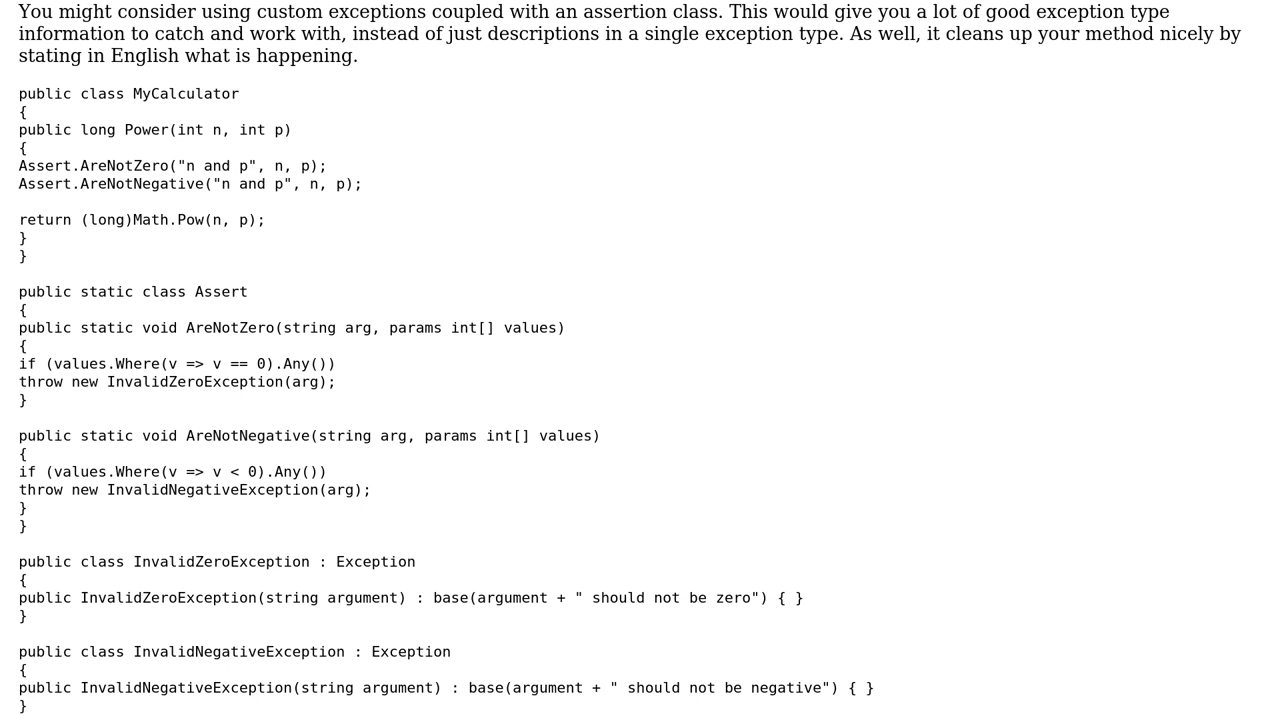 You might consider using custom exceptions coupled with an assertion class. This would give you a lot of good exception type
information to catch and work with, instead of just descriptions in a single exception type. As well, it cleans up your method nicely by
stating in English what is happening.
public class MyCalculator
{
public long Power(int n, int p)
{
Assert.AreNotZero("n and p", n, p);
Assert.AreNotNegative("n and p", n, p);
return (long)Math.Pow(n, p);
}
}
public static class Assert
{
public static void AreNotZero(string arg, params int[] values)
{
if (values.Where(v => v == 0).Any())
throw new InvalidZeroException(arg);
}
public static void AreNotNegative(string arg, params int[] values)
{
if (values.Where(v => v < 0).Any())
throw new InvalidNegativeException(arg);
}
}
public class InvalidZeroException : Exception
{
public InvalidZeroException(string argument) : base(argument + " should not be zero") { }
}
public class InvalidNegativeException : Exception
{
public InvalidNegativeException(string argument) : base(argument + " should not be negative") { }
}